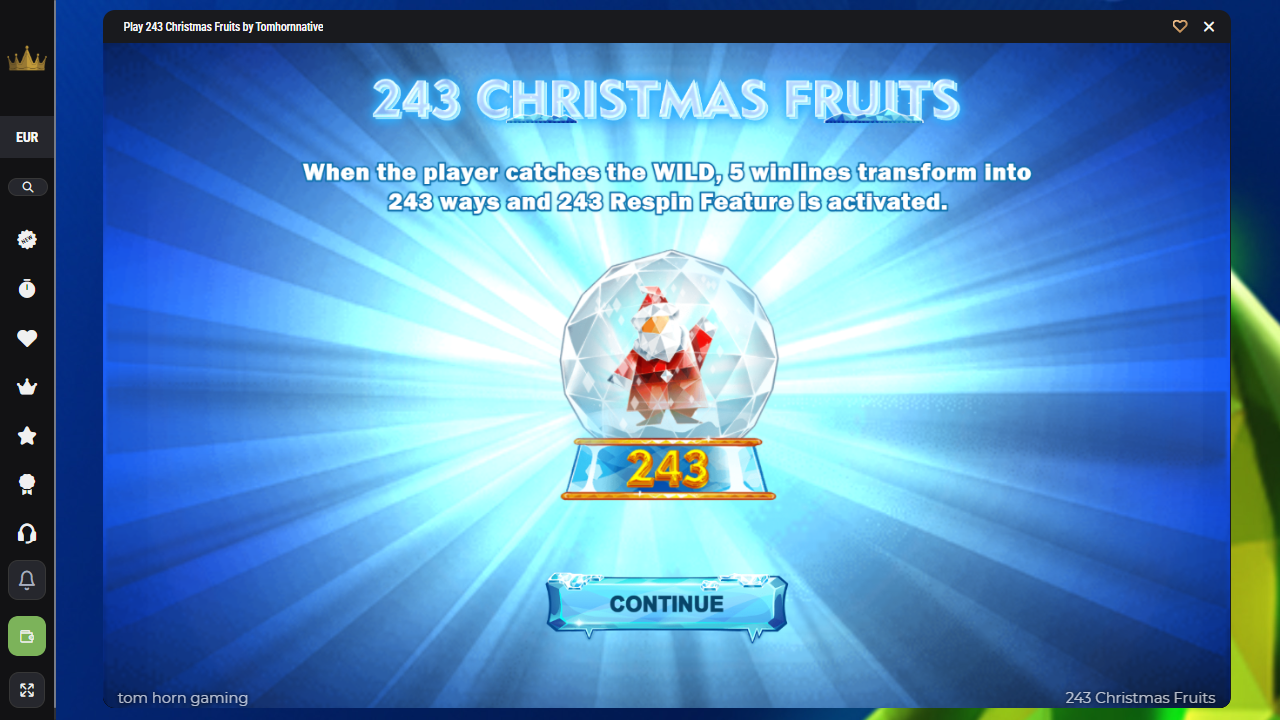 Play 243 Christmas Fruits by Tomhornnative
EUR
NEW
243 CHRISTMAS FRUITS
When the player catches the WILD, 5 winlines transform into
243 ways and 243 Respin Feature is activated.
243
CONTINUE
tom horn gaming
243 Christmas Fruits